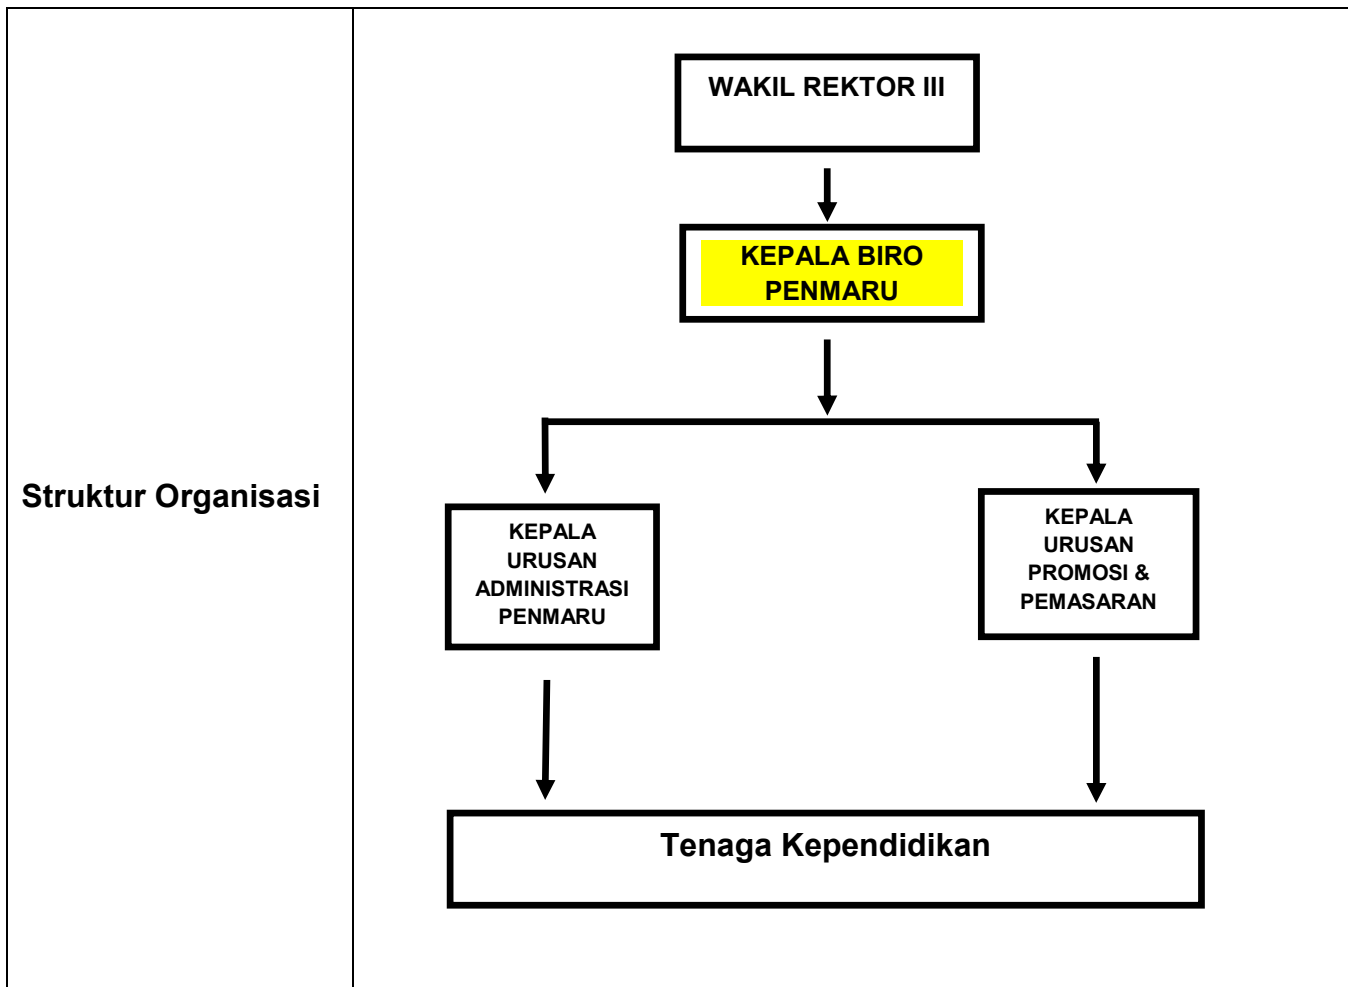 WAKIL REKTOR III
KEPALA BIRO
PENMARU
Struktur Organisasi
KEPALA
URUSAN
ADMINISTRASI
PENMARU
KEPALA
URUSAN
PROMOSI &
PEMASARAN
Tenaga Kependidikan